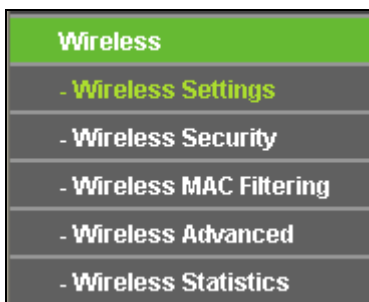 Wireless
- Wireless Settings
- Wireless Security
- Wireless MAC Filtering
- Wireless Advanced
- Wireless Statistics